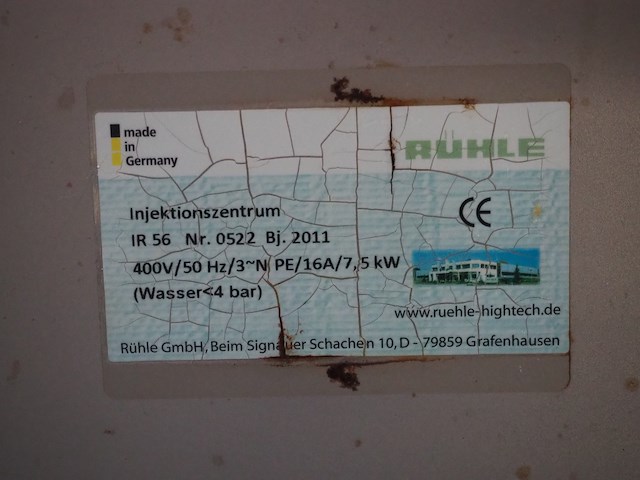 made
in
Germany
RÜHLE
Injektionszentrum
CE
IR 56 Nr. 0522 Bj. 2011
400V/50 Hz/3~N PE/16A/7,5 kW
(Wasser<4 bar)
www.ruehle-hightech.de
Rühle GmbH, Beim Signauer Schachen 10, D - 79859 Grafenhausen